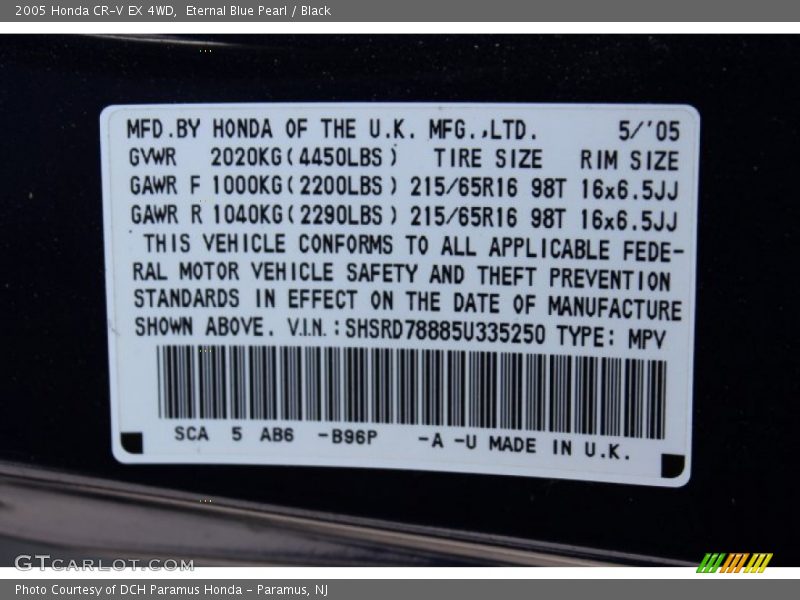 2005 Honda CR-V EX 4WD,  Eternal Blue Pearl / Black
MFD.BY HONDA OF THE U.K. MFG.,LTD. 5/'05
GVWR 2020KG(4450LBS) TIRE SIZE RIM SIZE
GAWR F 1000KG(2200LBS) 215/65R16 98T 16x6.5JJ
GAWR R 1040KG(2290LBS) 215/65R16 98T 16x6.5JJ
THIS VEHICLE CONFORMS TO ALL APPLICABLE FEDE-
RAL MOTOR VEHICLE SAFETY AND THEFT PREVENTION
STANDARDS IN EFFECT ON THE DATE OF MANUFACTURE
SHOWN ABOVE. V.I.N.:SHSRD78885U335250 TYPE: MPV
SCA 5 AB6 -B96P -A -U MADE IN U.K.
GTCARLOT.COM
Photo Courtesy of DCH Paramus Honda - Paramus, NJ